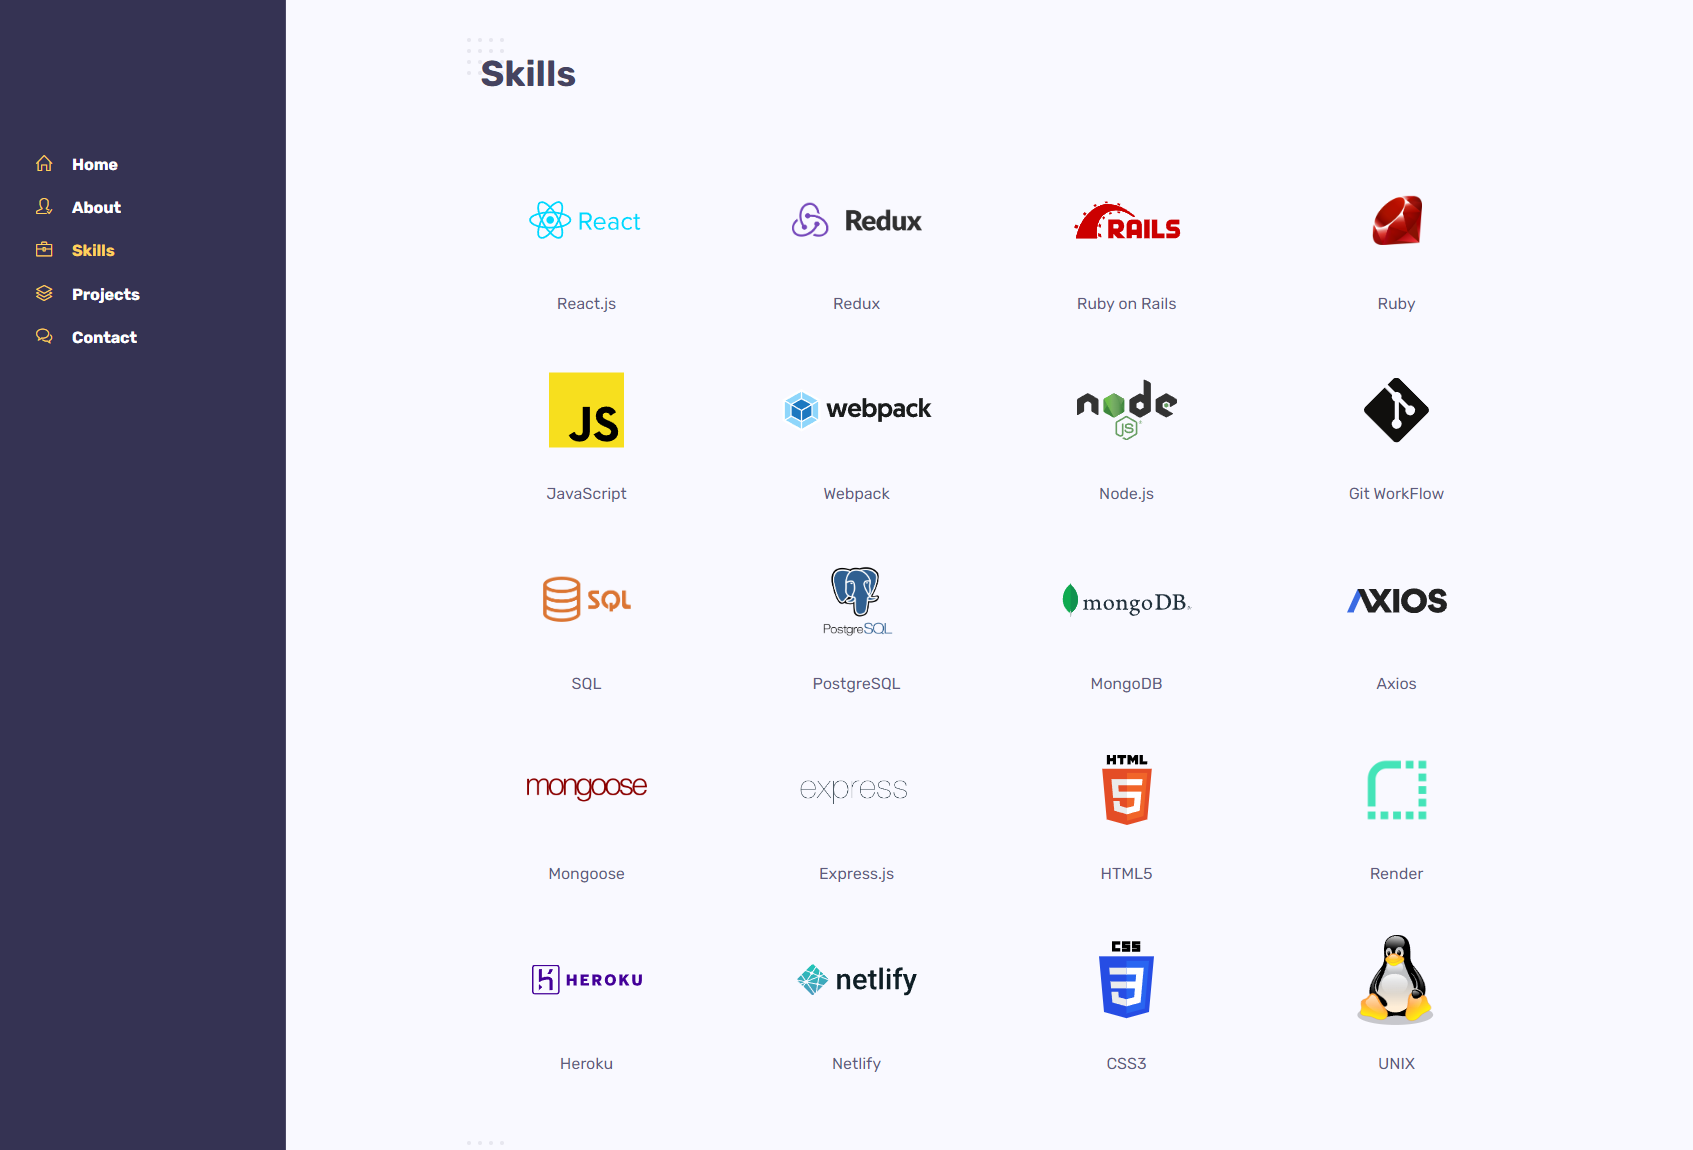 Home
About
Skills
Projects
Contact
Skills
React
Redux
RAILS
React.js
Redux
Ruby on Rails
Ruby
JS
webpack
node
JS
JavaScript
Webpack
Node.js
Git WorkFlow
SQL
PostgreSQL
mongoDB
AXIOS
SQL
PostgreSQL
MongoDB
Axios
mongoose
express
HTML
5
Mongoose
Express.js
HTML5
Render
HEROKU
netlify
CSS
3
Heroku
Netlify
CSS3
UNIX